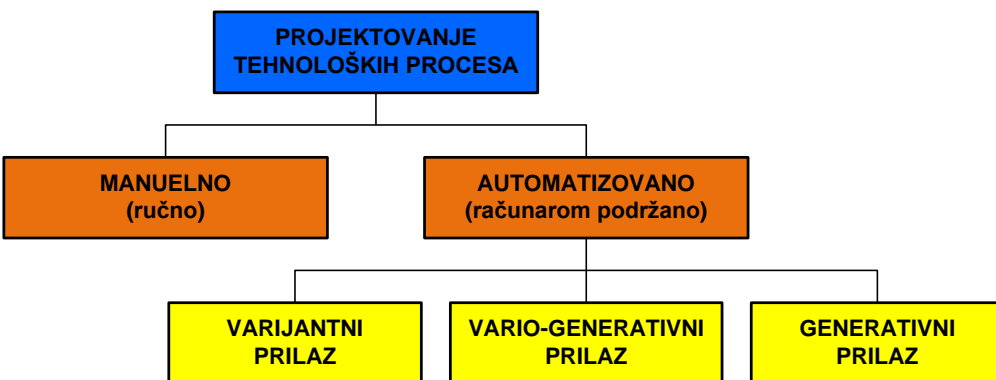 PROJEKTOVANJE
TEHNOLOŠKIH PROCESA
MANUELNO
(ručno)
AUTOMATIZOVANO
(računarom podržano)
VARIJANTNI
PRILAZ
VARIO-GENERATIVNI
PRILAZ
GENERATIVNI
PRILAZ